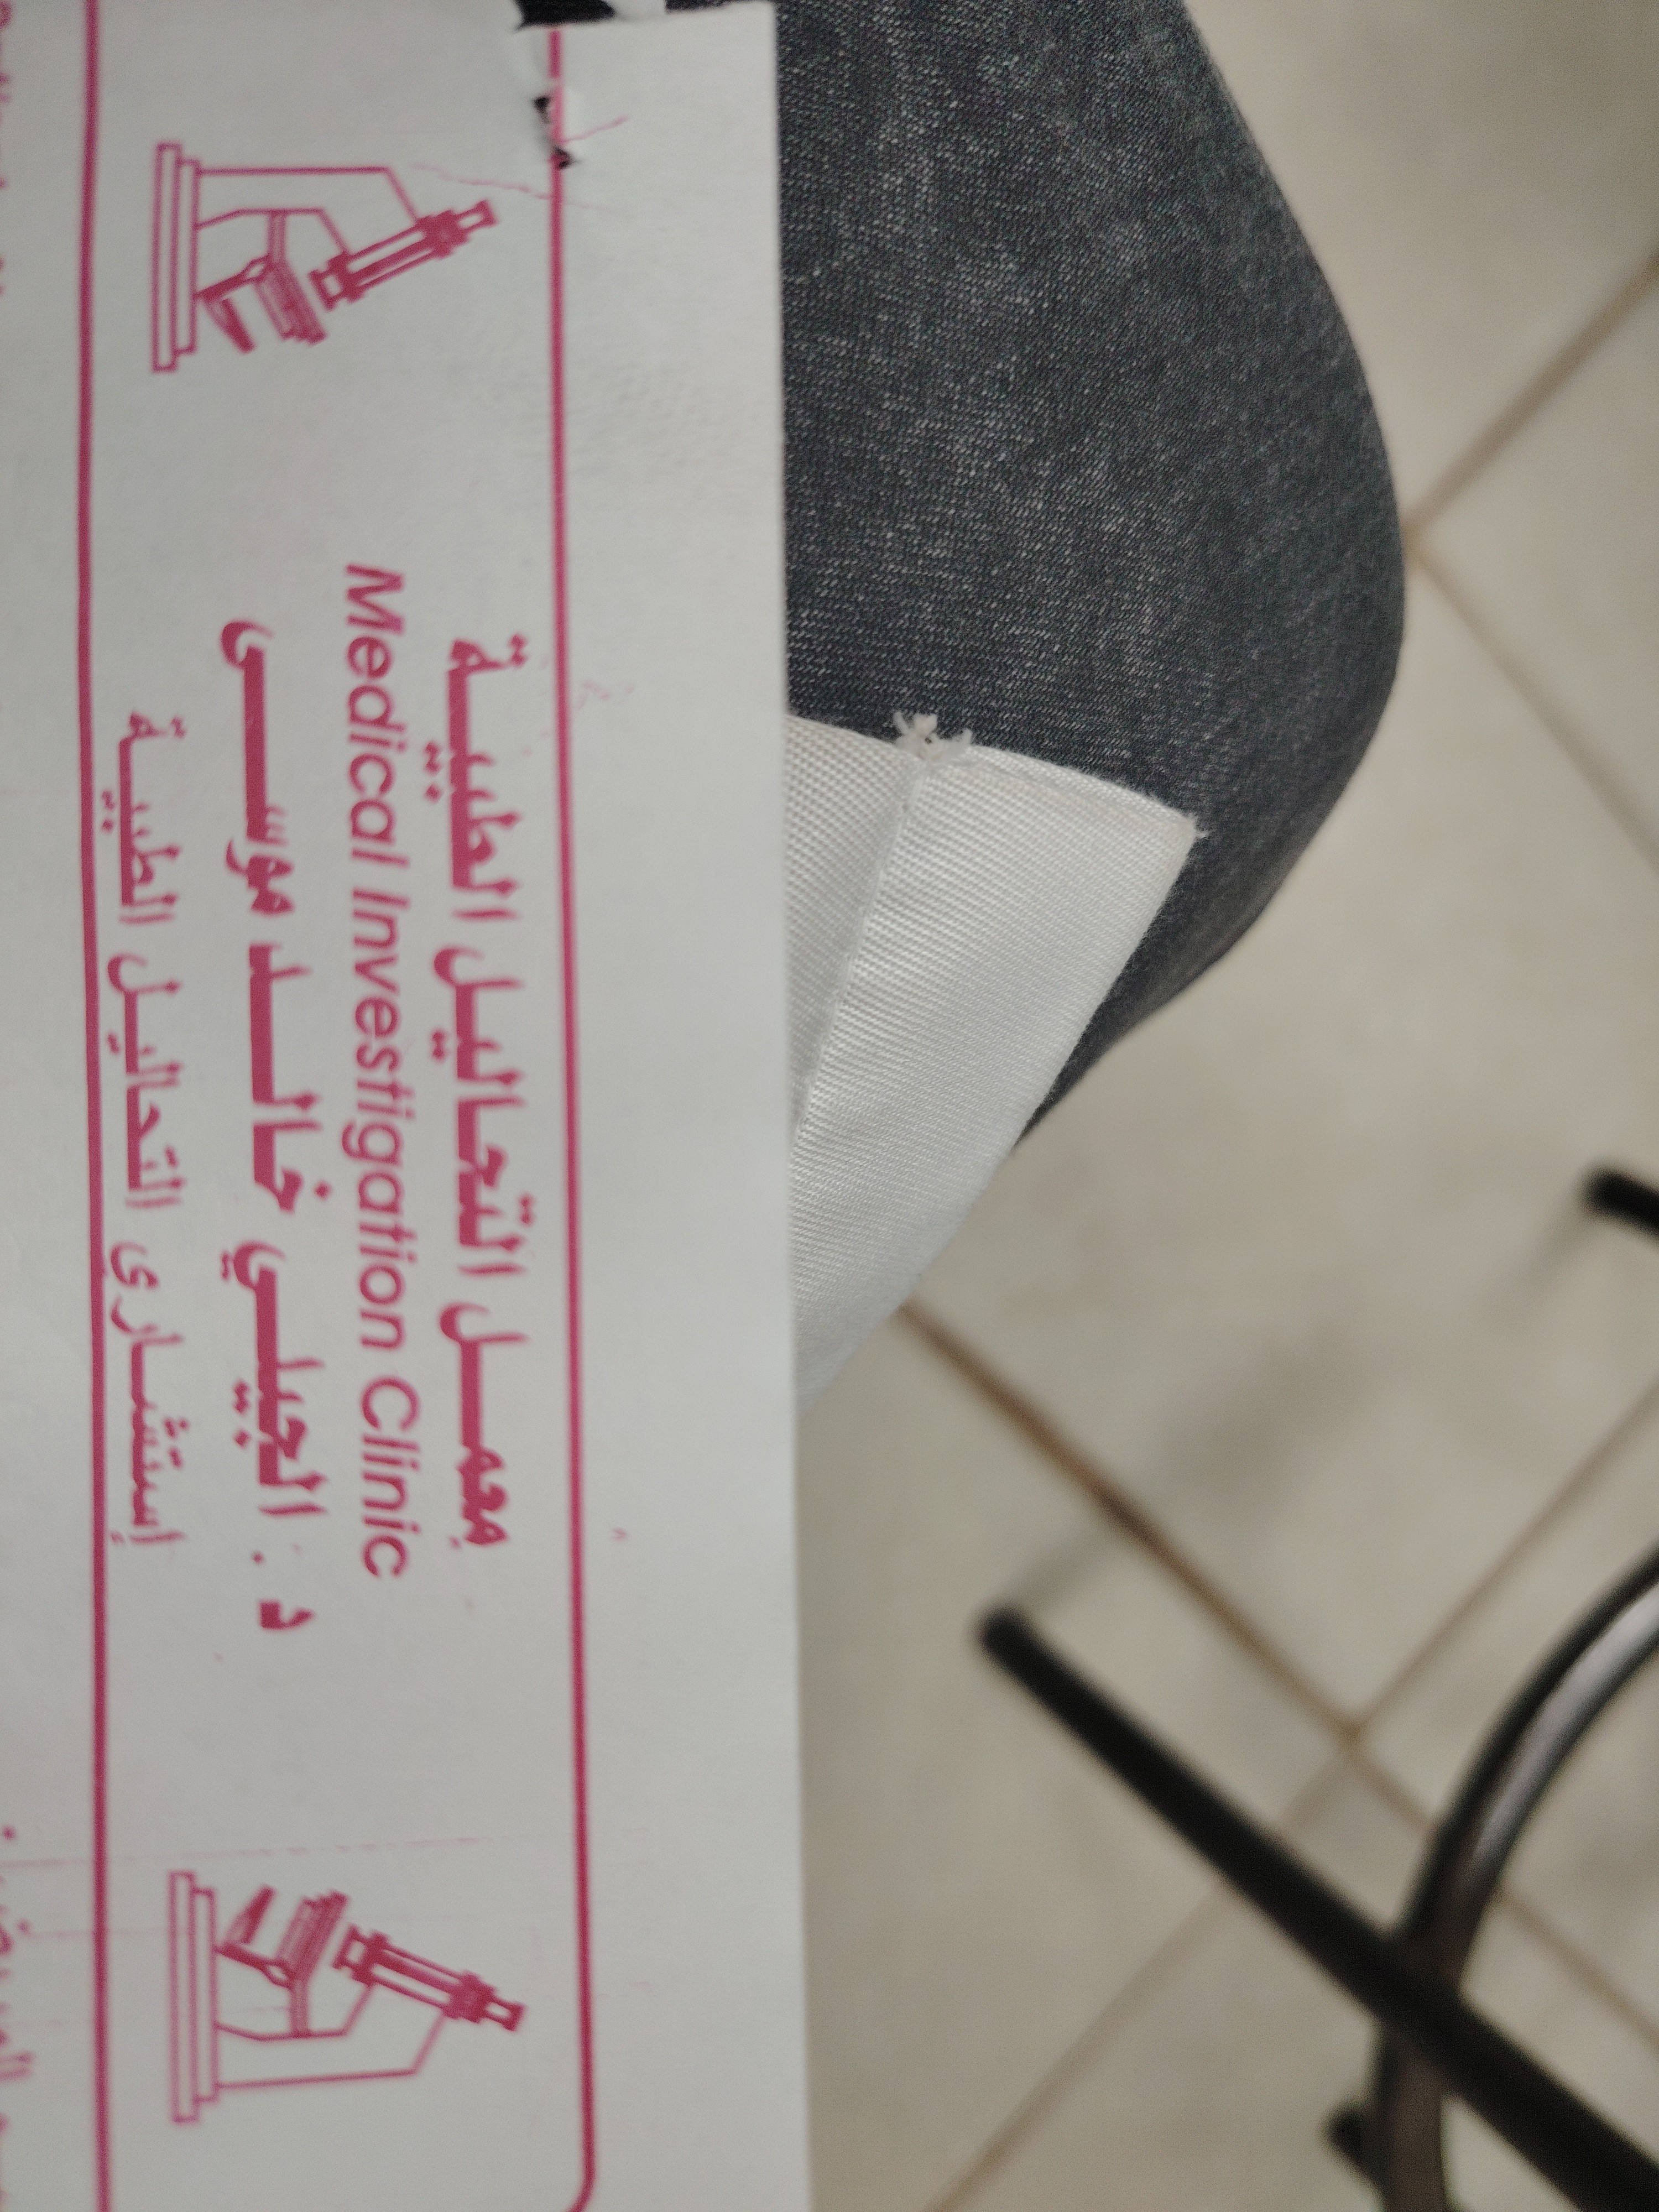 معمل التحاليل الطبية
Medical Investigation Clinic
د. الجيلي خالد موسى
إستشاري التحاليل الطبية